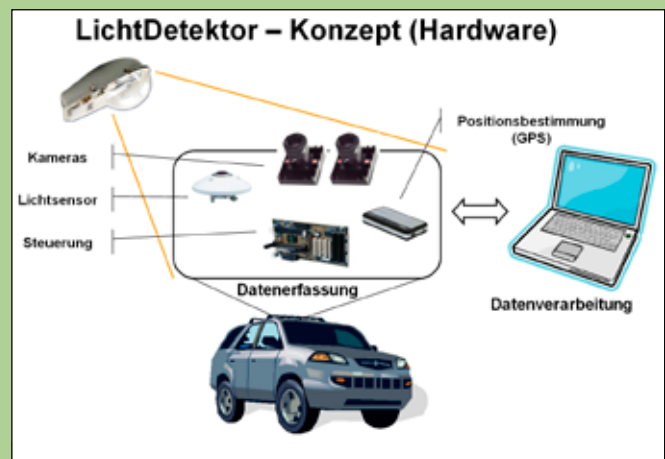 LichtDetektor – Konzept (Hardware)
Positionsbestimmung
(GPS)
Kameras
Lichtsensor
Steuerung
Datenerfassung
Datenverarbeitung